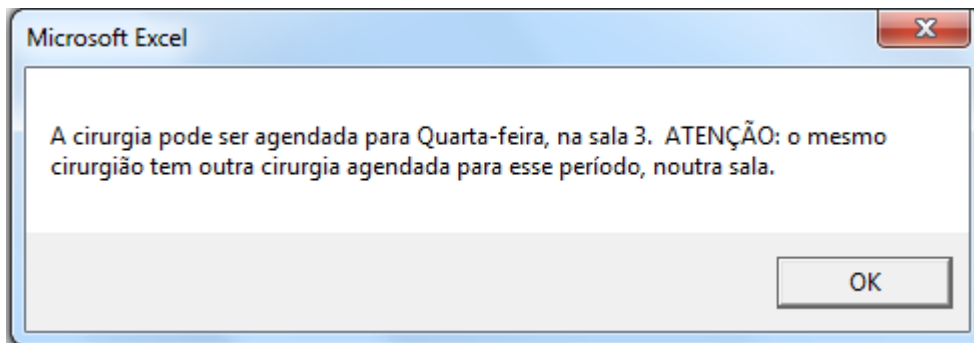 Microsoft Excel
A cirurgia pode ser agendada para Quarta-feira, na sala 3.  ATENÇÃO: o mesmo
cirurgião tem outra cirurgia agendada para esse período, noutra sala.
OK